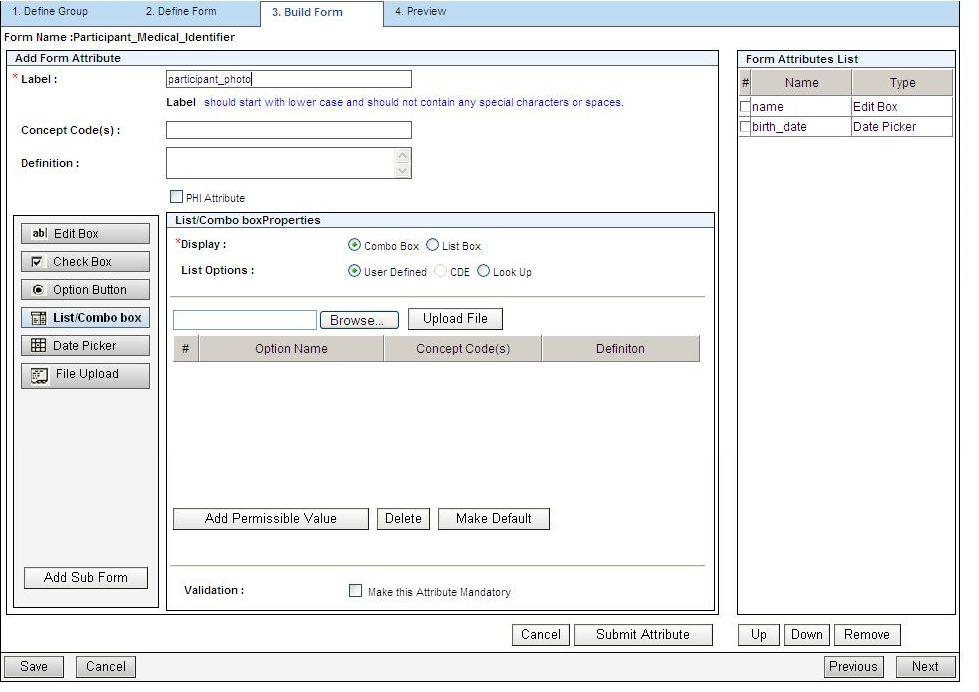 1. Define Group 2. Define Form 3. Build Form 4. Preview
Form Name :Participant_Medical_Identifier
Add Form Attribute
* Label :
participant_photo
Label should start with lower case and should not contain any special characters or spaces.
Concept Code(s) :
Definition :
PHI Attribute
ab| Edit Box
Check Box
Option Button
List/Combo box
Date Picker
File Upload
Add Sub Form
List/Combo boxProperties
*Display :
Combo Box List Box
List Options :
User Defined CDE Look Up
Browse... Upload File
# Option Name Concept Code(s) Definiton
Add Permissible Value Delete Make Default
Validation :
Make this Attribute Mandatory
Cancel Submit Attribute
Form Attributes List
# Name Type
name Edit Box
birth_date Date Picker
Up Down Remove
Save Cancel Previous Next